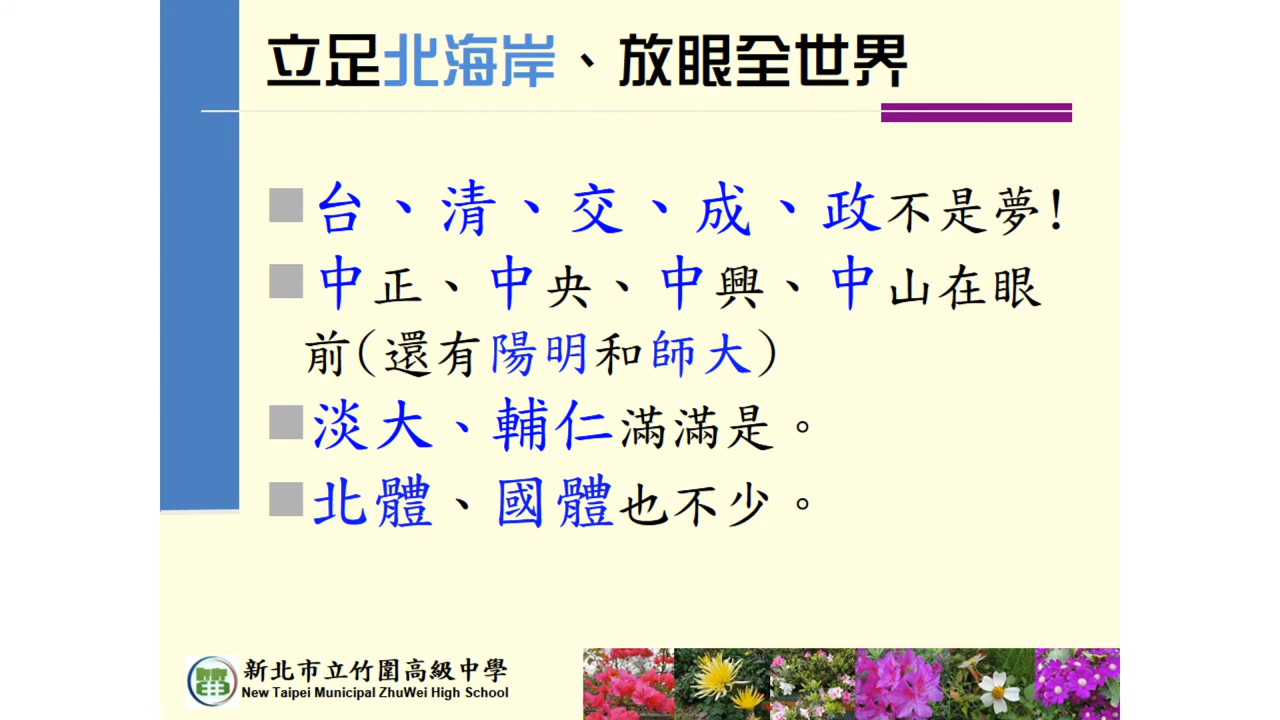 立足北海岸、放眼全世界
台、清、交、成、政不是夢!
中正、中央、中興、中山在眼
前(還有陽明和師大)
淡大、輔仁滿滿是。
北體、國體也不少。
新北市立竹圍高級中學
New Taipei Municipal ZhuWei High School